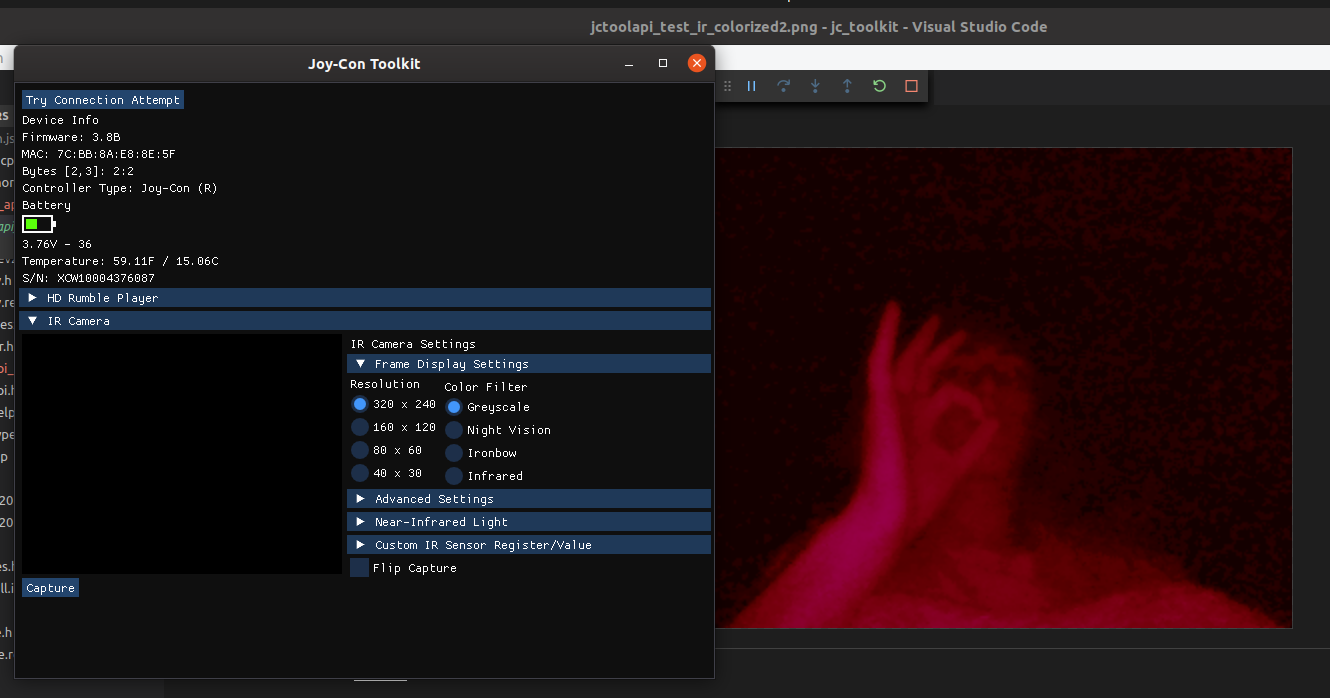 jctoolapi_test_ir_colorized2.png - jc_toolkit - Visual Studio Code
Joy-Con Toolkit
Try Connection Attempt
Device Info
Firmware: 3.8B
MAC: 7C:BB:8A:E8:8E:5F
Bytes [2,3]: 2:2
Controller Type: Joy-Con (R)
Battery
3.76V - 36
Temperature: 59.11F / 15.06C
S/N: XCW10004376087
HD Rumble Player
IR Camera
IR Camera Settings
Frame Display Settings
Resolution
320 x 240
160 x 120
80 x 60
40 x 30
Color Filter
Greyscale
Night Vision
Ironbow
Infrared
Advanced Settings
Near-Infrared Light
Custom IR Sensor Register/Value
Flip Capture
Capture